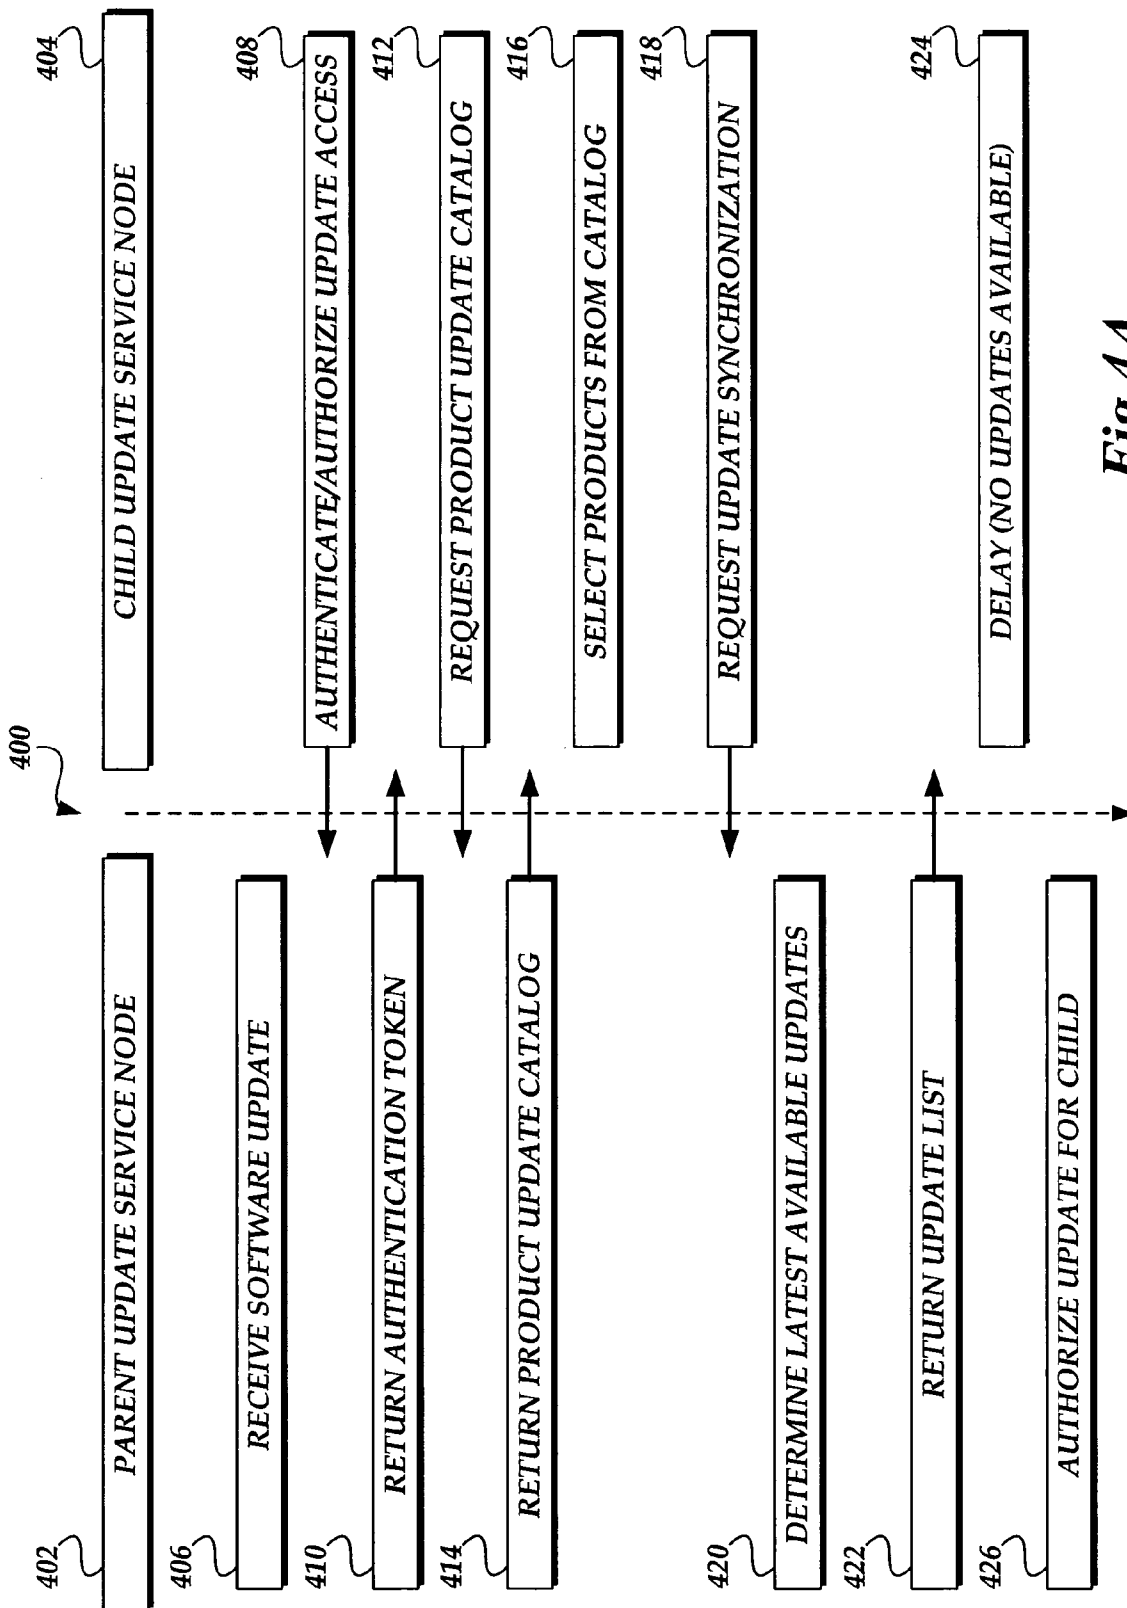 400
402
PARENT UPDATE SERVICE NODE
404
CHILD UPDATE SERVICE NODE
406
RECEIVE SOFTWARE UPDATE
408
AUTHENTICATE/AUTHORIZE UPDATE ACCESS
410
RETURN AUTHENTICATION TOKEN
412
REQUEST PRODUCT UPDATE CATALOG
414
RETURN PRODUCT UPDATE CATALOG
416
SELECT PRODUCTS FROM CATALOG
418
REQUEST UPDATE SYNCHRONIZATION
420
DETERMINE LATEST AVAILABLE UPDATES
422
RETURN UPDATE LIST
424
DELAY (NO UPDATES AVAILABLE)
426
AUTHORIZE UPDATE FOR CHILD
Fig.4A